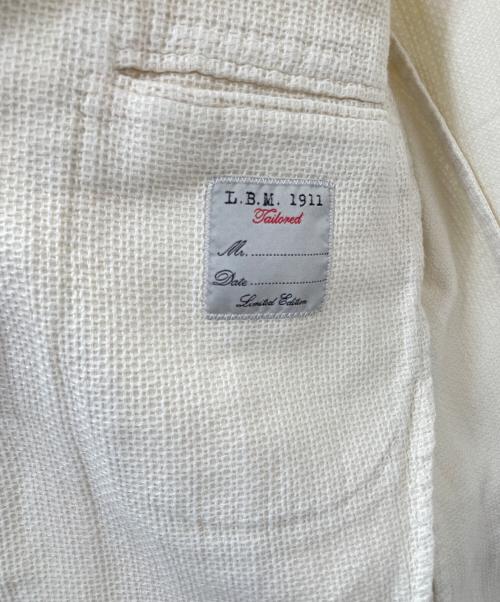 L.B.M. 1911
Tailored
Mr. ........................
Date ........................
Limited Edition